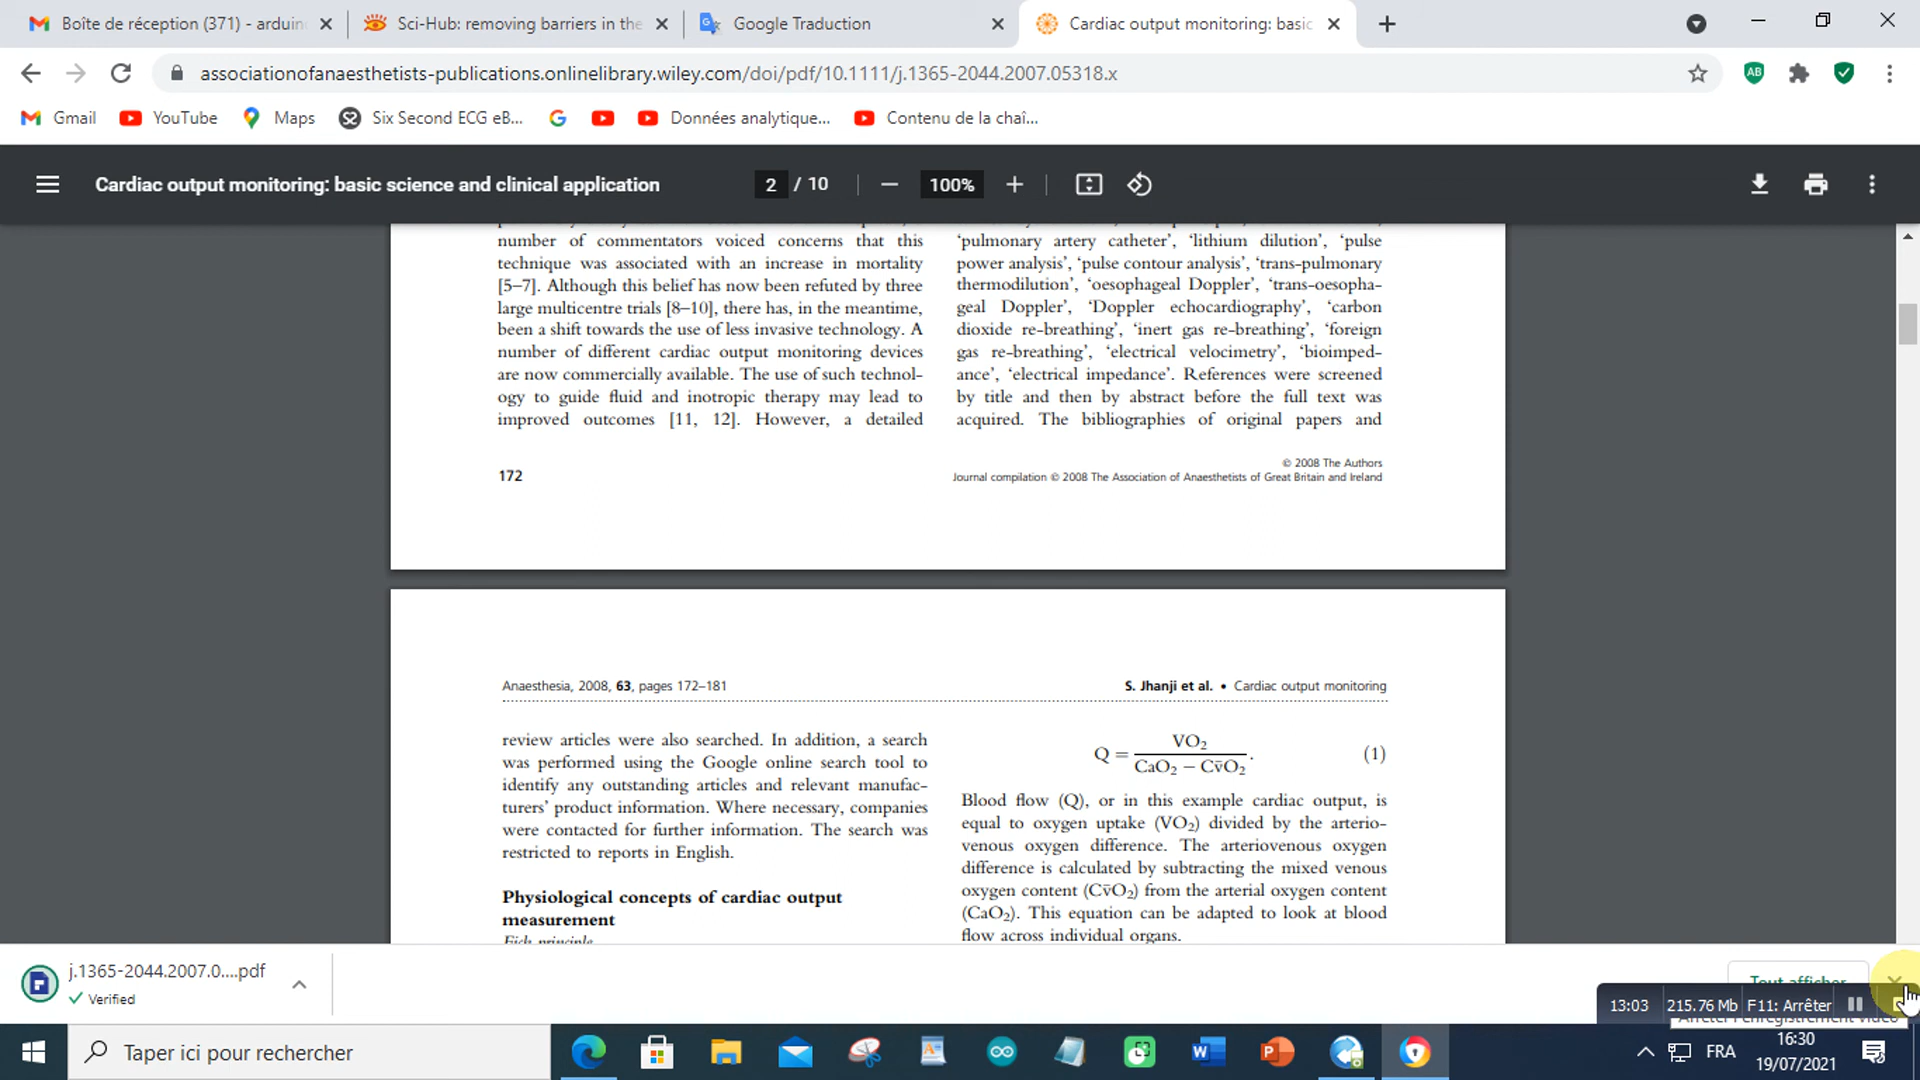 Boîte de réception (371) - arduin
Sci-Hub: removing barriers in the
Google Traduction
Cardiac output monitoring: basic
associationofanaesthetists-publications.onlinelibrary.wiley.com/doi/pdf/10.1111/j.1365-2044.2007.05318.x
Gmail
YouTube
Maps
Six Second ECG eB...
Données analytique...
Contenu de la chaî...
Cardiac output monitoring: basic science and clinical application
2 / 10
100%
number of commentators voiced concerns that this
technique was associated with an increase in mortality
[5–7]. Although this belief has now been refuted by three
large multicentre trials [8–10], there has, in the meantime,
been a shift towards the use of less invasive technology. A
number of different cardiac output monitoring devices
are now commercially available. The use of such technol-
ogy to guide fluid and inotropic therapy may lead to
improved outcomes [11, 12]. However, a detailed
‘pulmonary artery catheter’, ‘lithium dilution’, ‘pulse
power analysis’, ‘pulse contour analysis’, ‘trans-pulmonary
thermodilution’, ‘oesophageal Doppler’, ‘trans-oesopha-
geal Doppler’, ‘Doppler echocardiography’, ‘carbon
dioxide re-breathing’, ‘inert gas re-breathing’, ‘foreign
gas re-breathing’, ‘electrical velocimetry’, ‘bioimped-
ance’, ‘electrical impedance’. References were screened
by title and then by abstract before the full text was
acquired. The bibliographies of original papers and
172
© 2008 The Authors
Journal compilation © 2008 The Association of Anaesthetists of Great Britain and Ireland
Anaesthesia, 2008, 63, pages 172–181
S. Jhanji et al. • Cardiac output monitoring
review articles were also searched. In addition, a search
was performed using the Google online search tool to
identify any outstanding articles and relevant manufac-
turers’ product information. Where necessary, companies
were contacted for further information. The search was
restricted to reports in English.
Physiological concepts of cardiac output
measurement
Fick principle
Q = VO₂ / (CaO₂ − Cv̄O₂). (1)
Blood flow (Q), or in this example cardiac output, is
equal to oxygen uptake (VO₂) divided by the arterio-
venous oxygen difference. The arteriovenous oxygen
difference is calculated by subtracting the mixed venous
oxygen content (Cv̄O₂) from the arterial oxygen content
(CaO₂). This equation can be adapted to look at blood
flow across individual organs.
j.1365-2044.2007.0....pdf
Verified
Tout afficher
13:03
215.76 Mb
F11: Arrêter
Arrêter l'enregistrement vidéo
Taper ici pour rechercher
FRA
16:30
19/07/2021